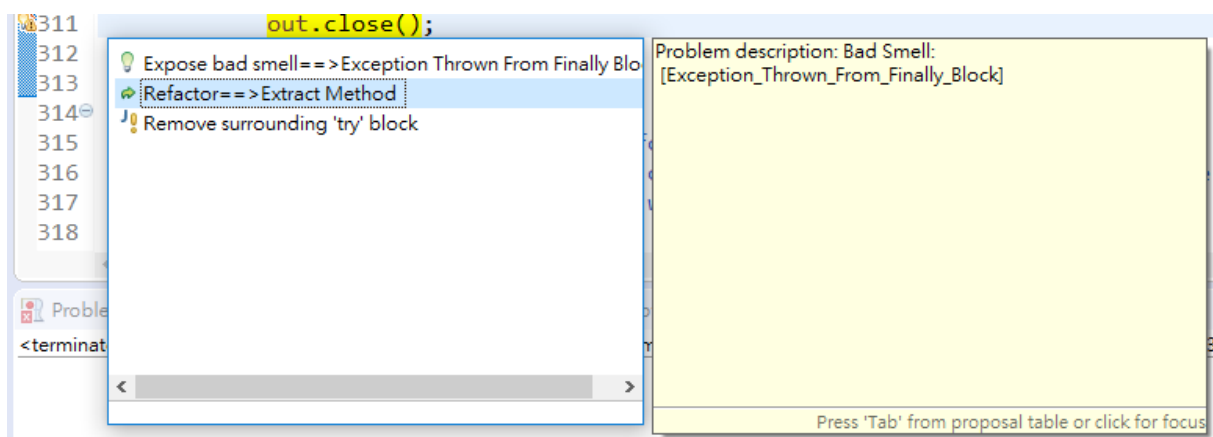 311 out.close();
312
313
314
315
316
317
318
Expose bad smell==>Exception Thrown From Finally Blo
Refactor==>Extract Method
Remove surrounding 'try' block
Problem description: Bad Smell:
[Exception_Thrown_From_Finally_Block]
Press 'Tab' from proposal table or click for focus
Proble
<terminat